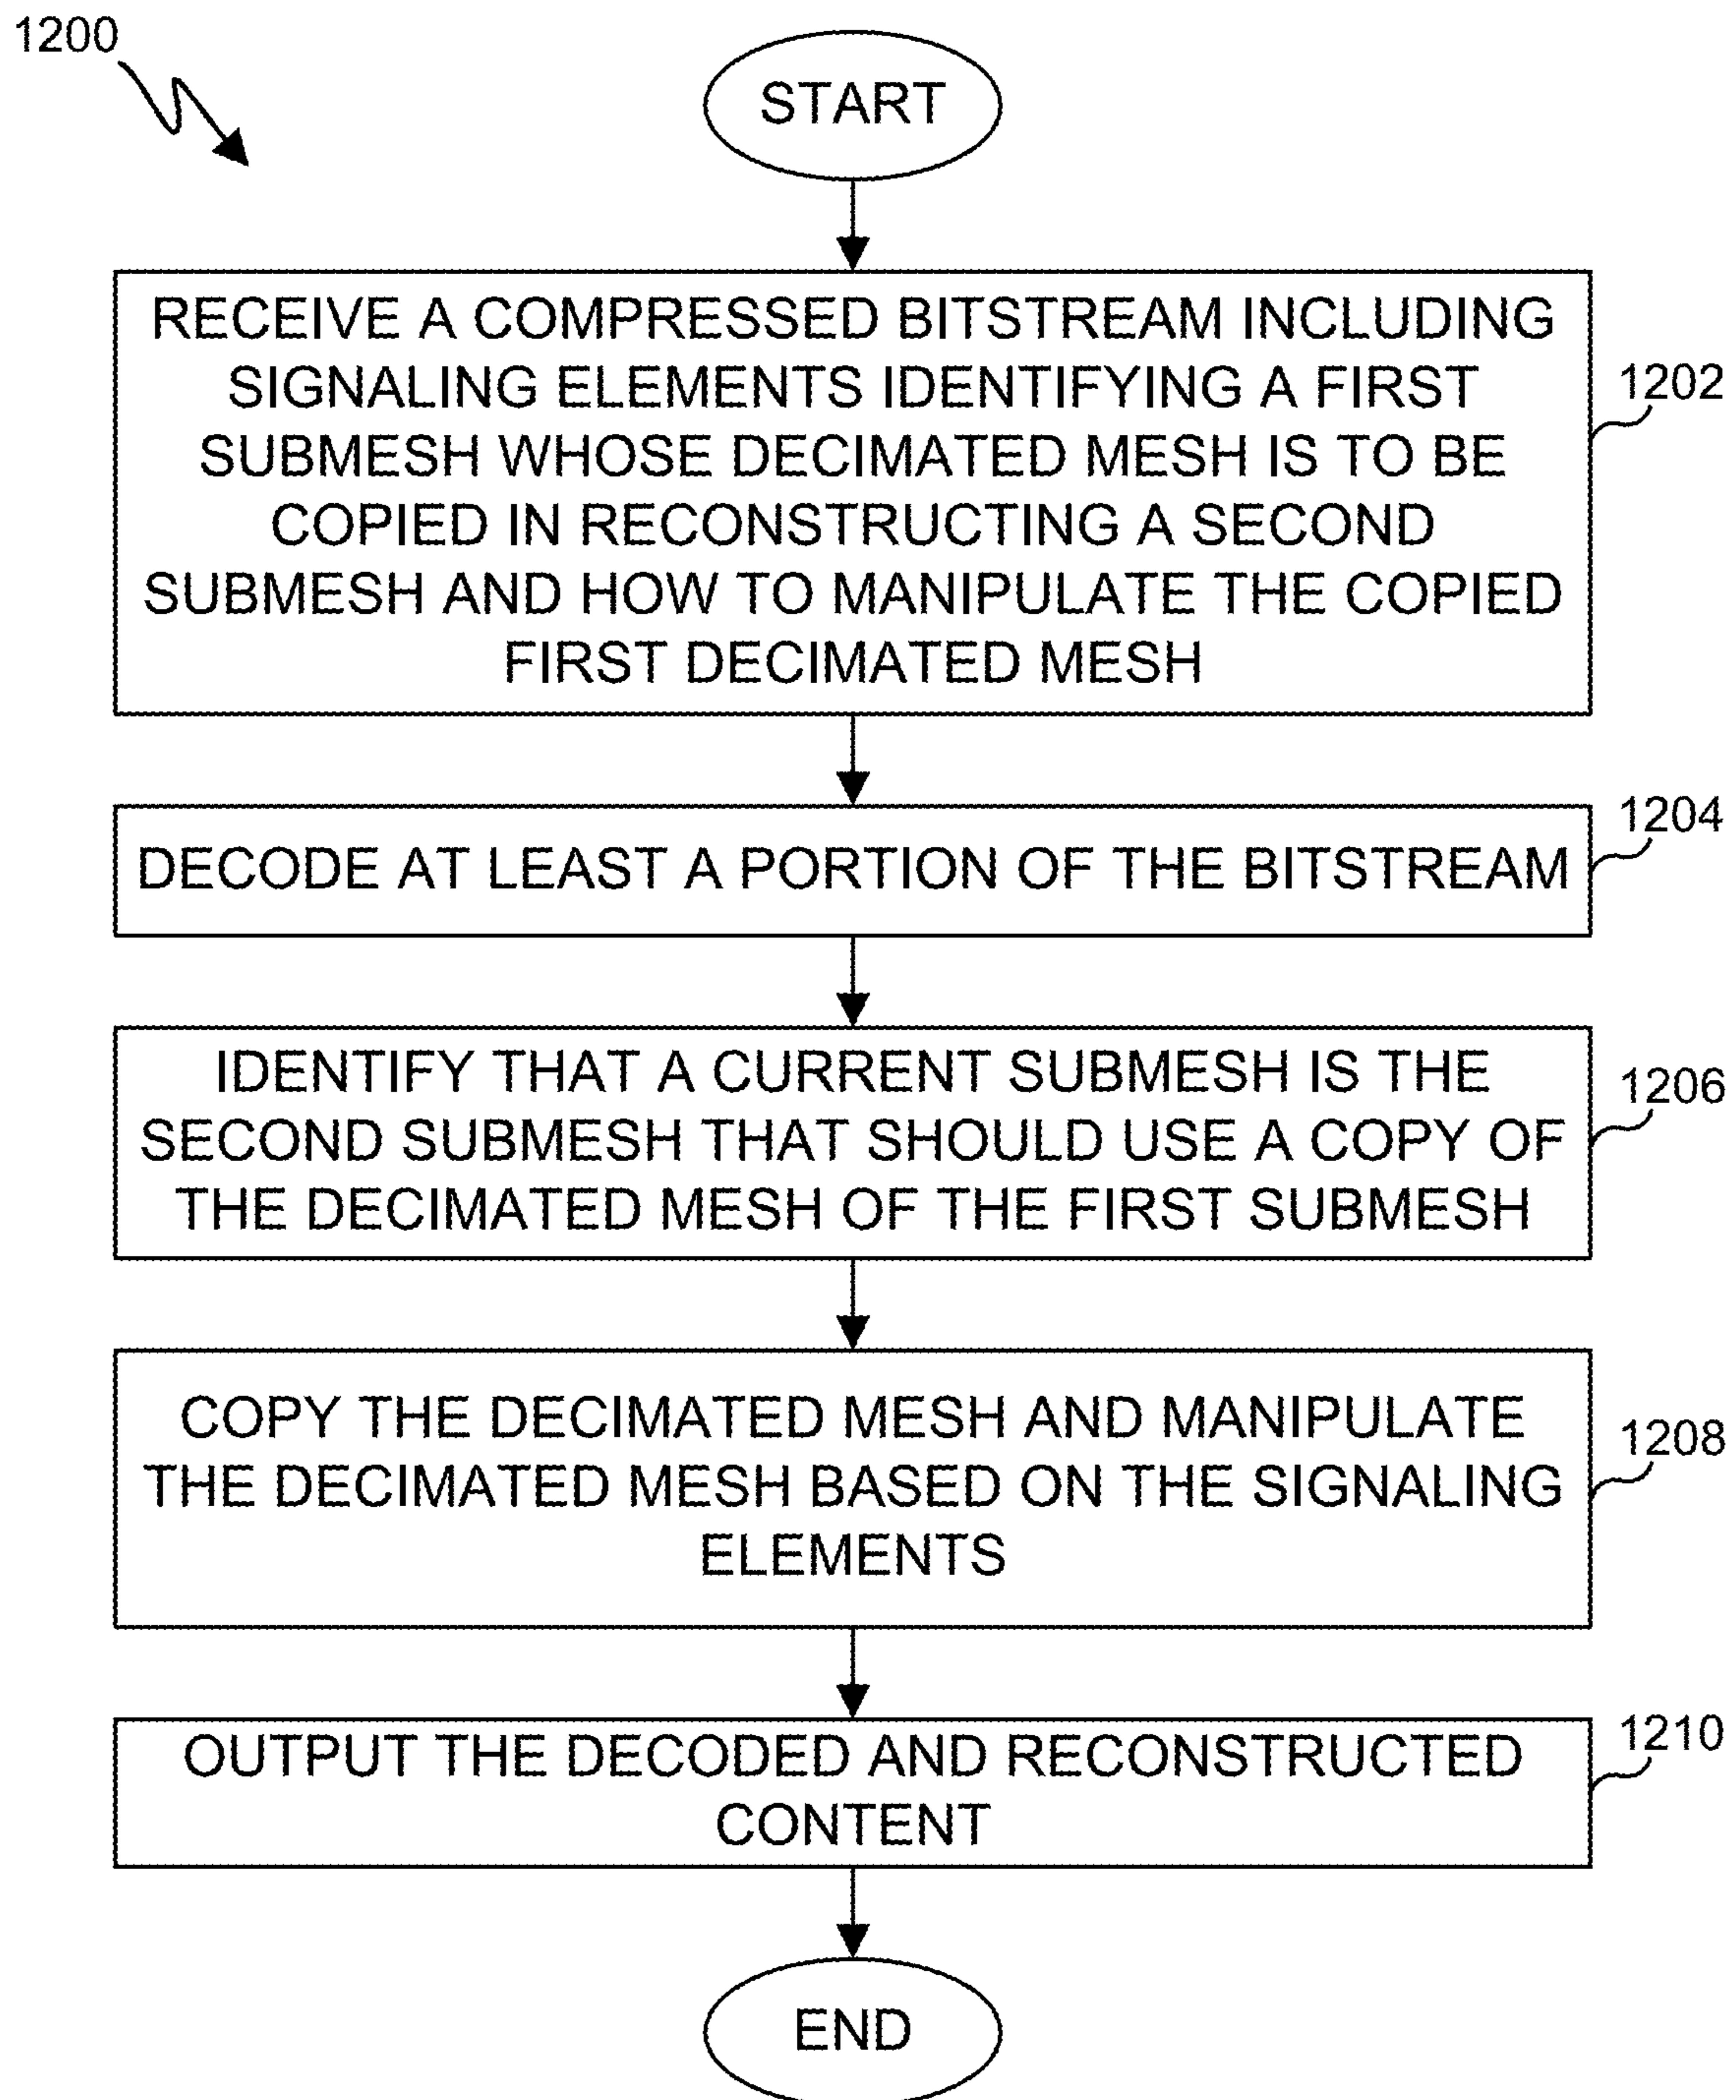 1200
START
RECEIVE A COMPRESSED BITSTREAM INCLUDING
SIGNALING ELEMENTS IDENTIFYING A FIRST
SUBMESH WHOSE DECIMATED MESH IS TO BE
COPIED IN RECONSTRUCTING A SECOND
SUBMESH AND HOW TO MANIPULATE THE COPIED
FIRST DECIMATED MESH
1202
DECODE AT LEAST A PORTION OF THE BITSTREAM
1204
IDENTIFY THAT A CURRENT SUBMESH IS THE
SECOND SUBMESH THAT SHOULD USE A COPY OF
THE DECIMATED MESH OF THE FIRST SUBMESH
1206
COPY THE DECIMATED MESH AND MANIPULATE
THE DECIMATED MESH BASED ON THE SIGNALING
ELEMENTS
1208
OUTPUT THE DECODED AND RECONSTRUCTED
CONTENT
1210
END